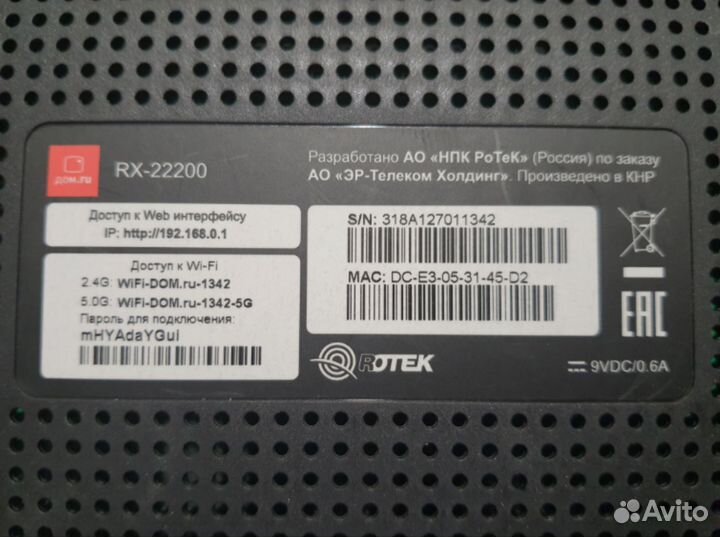 дом.ru
RX-22200
Разработано АО «НПК РоТеК» (Россия) по заказу
АО «ЭР-Телеком Холдинг». Произведено в КНР
Доступ к Web интерфейсу
IP: http://192.168.0.1
Доступ к Wi-Fi
2.4G: WiFi-DOM.ru-1342
5.0G: WiFi-DOM.ru-1342-5G
Пароль для подключения:
mHYAdaYGui
S/N: 318A127011342
MAC: DC-E3-05-31-45-D2
EAC
ROTEK
9VDC/0.6A
Avito